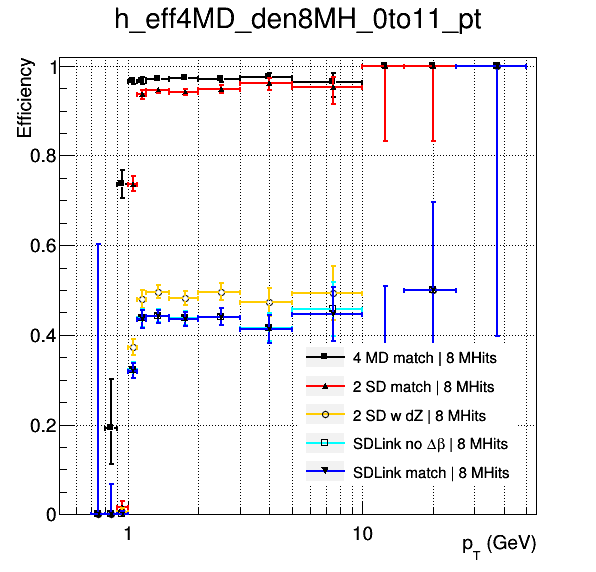 h_eff4MD_den8MH_0to11_pt
Efficiency
1
0.8
0.6
0.4
0.2
0
4 MD match | 8 MHits
2 SD match | 8 MHits
2 SD w dZ | 8 MHits
SDLink no Δβ | 8 MHits
SDLink match | 8 MHits
1
10
p_T (GeV)